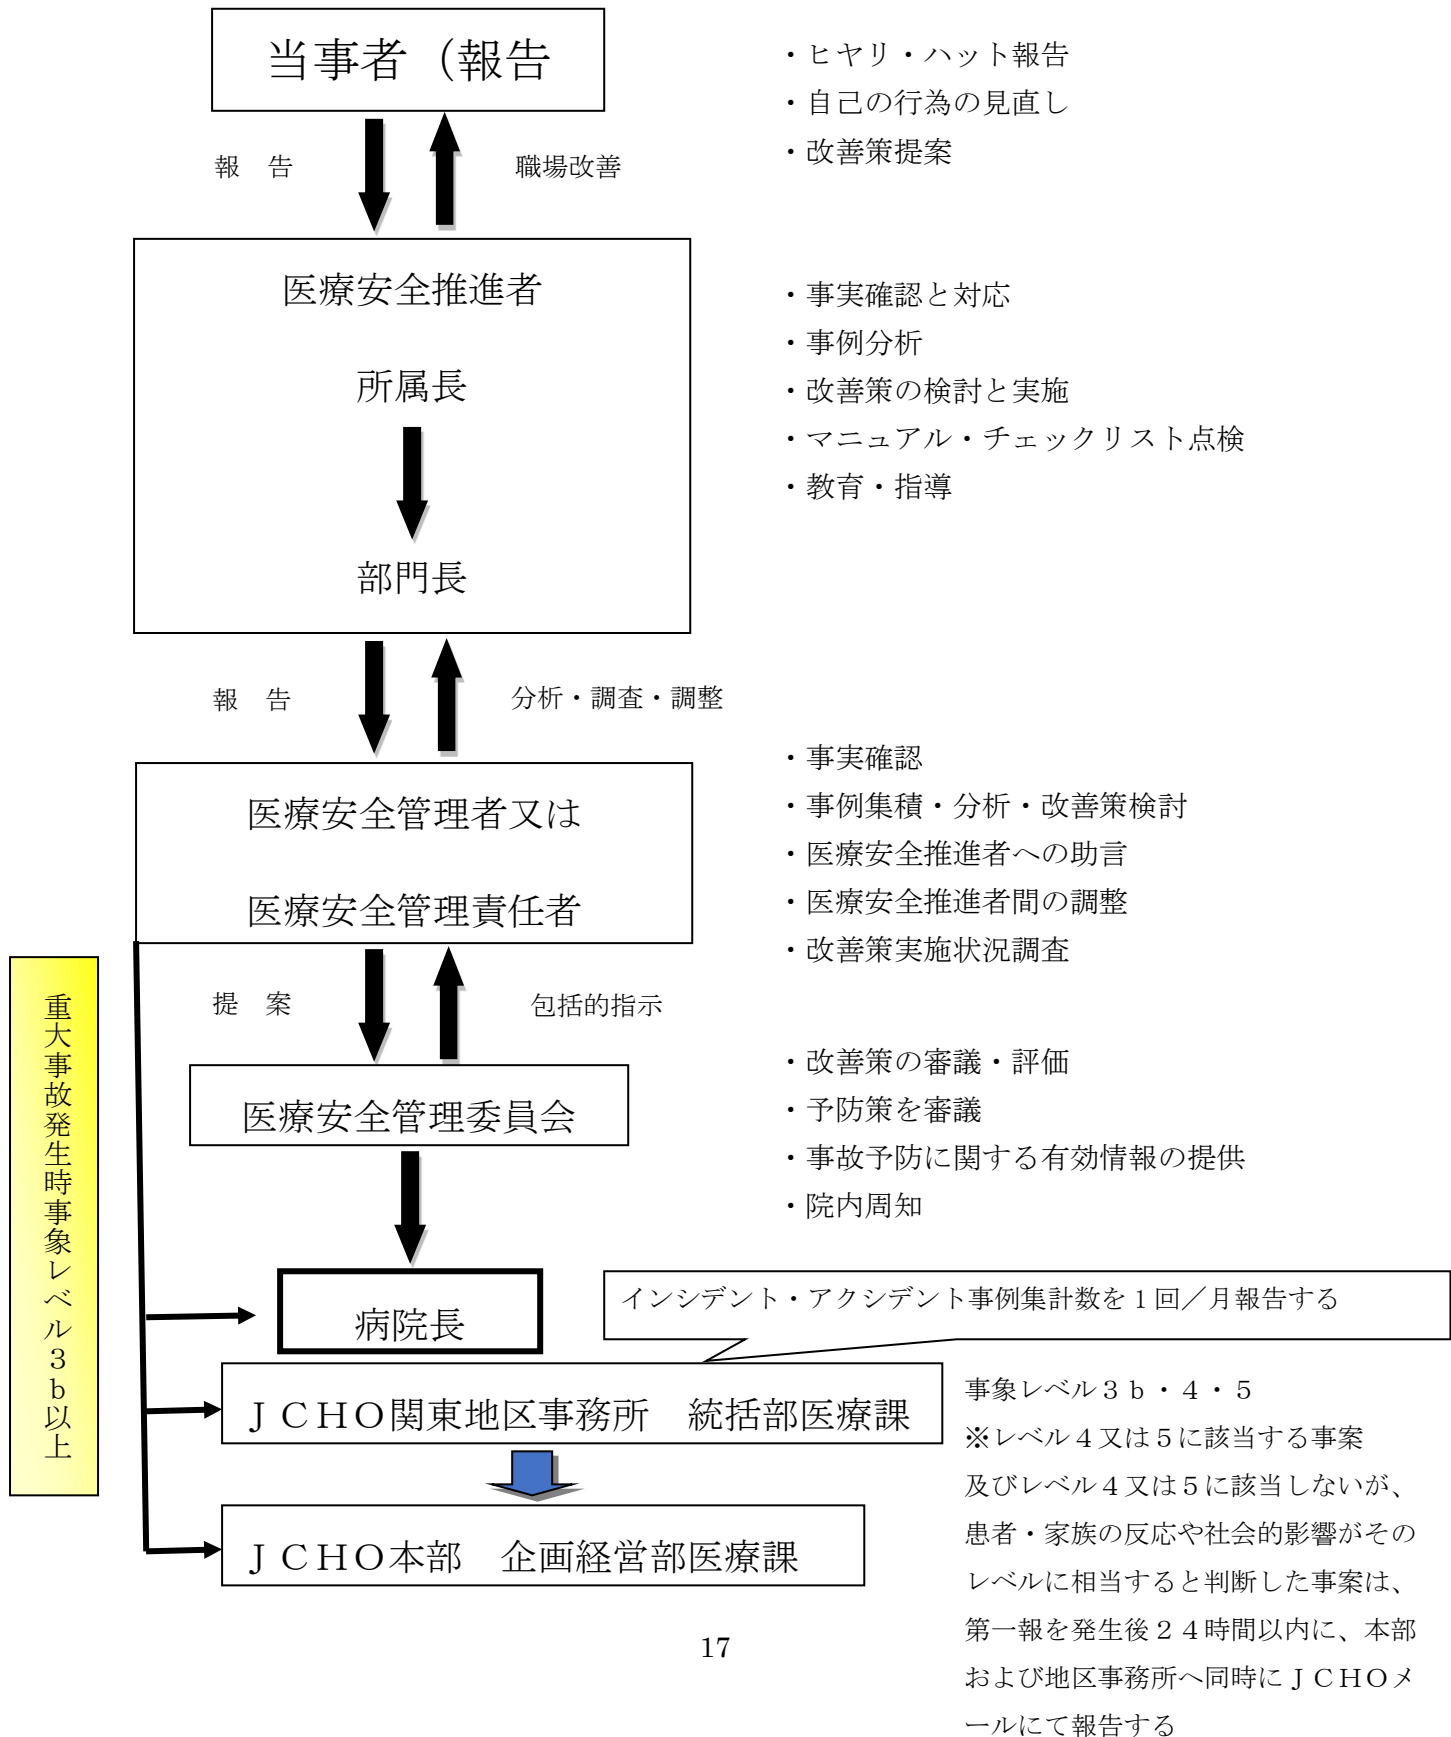 当事者（報告
・ヒヤリ・ハット報告
・自己の行為の見直し
・改善策提案
報　告
職場改善
医療安全推進者
所属長
部門長
・事実確認と対応
・事例分析
・改善策の検討と実施
・マニュアル・チェックリスト点検
・教育・指導
報　告
分析・調査・調整
医療安全管理者又は
医療安全管理責任者
・事実確認
・事例集積・分析・改善策検討
・医療安全推進者への助言
・医療安全推進者間の調整
・改善策実施状況調査
重大事故発生時事象レベル３ｂ以上
提　案
包括的指示
医療安全管理委員会
・改善策の審議・評価
・予防策を審議
・事故予防に関する有効情報の提供
・院内周知
病院長
インシデント・アクシデント事例集計数を１回／月報告する
ＪＣＨＯ関東地区事務所　統括部医療課
ＪＣＨＯ本部　企画経営部医療課
事象レベル３ｂ・４・５
※レベル４又は５に該当する事案
及びレベル４又は５に該当しないが、
患者・家族の反応や社会的影響がその
レベルに相当すると判断した事案は、
第一報を発生後２４時間以内に、本部
および地区事務所へ同時にＪＣＨＯメ
ールにて報告する
17